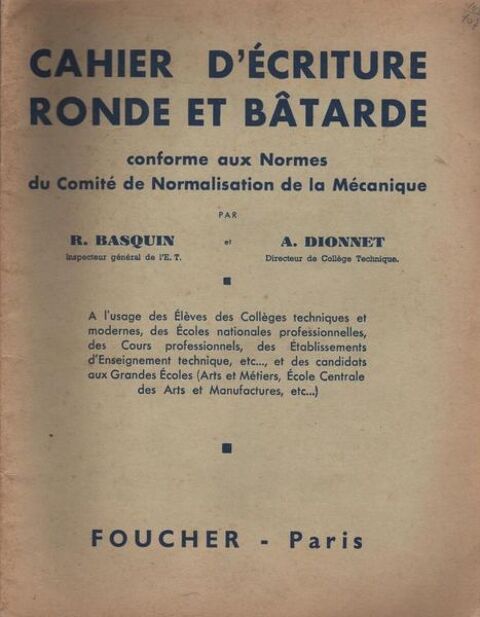 CAHIER D'ÉCRITURE
RONDE ET BÂTARDE
conforme aux Normes
du Comité de Normalisation de la Mécanique
PAR
R. BASQUIN et A. DIONNET
Inspecteur général de l'E. T. Directeur de Collège Technique.
A l'usage des Élèves des Collèges techniques et
modernes, des Écoles nationales professionnelles,
des Cours professionnels, des Établissements
d'Enseignement technique, etc..., et des candidats
aux Grandes Écoles (Arts et Métiers, École Centrale
des Arts et Manufactures, etc...)
FOUCHER - Paris